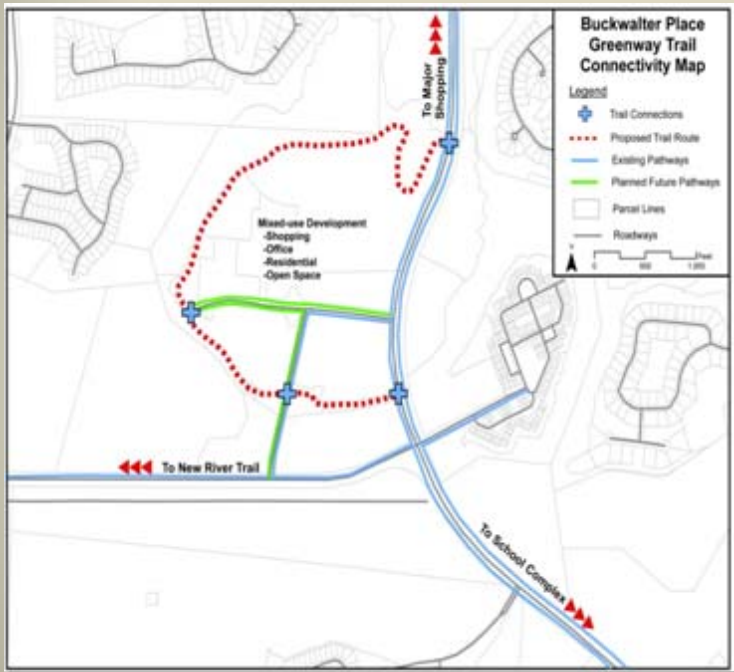 Buckwalter Place
Greenway Trail
Connectivity Map
Legend
Trail Connections
Proposed Trail Route
Existing Pathways
Planned Future Pathways
Parcel Lines
Roadways
N
0 500 1,000 Feet
To Major
Shopping
Mixed-use Development
-Shopping
-Office
-Residential
-Open Space
To New River Trail
To School Complex